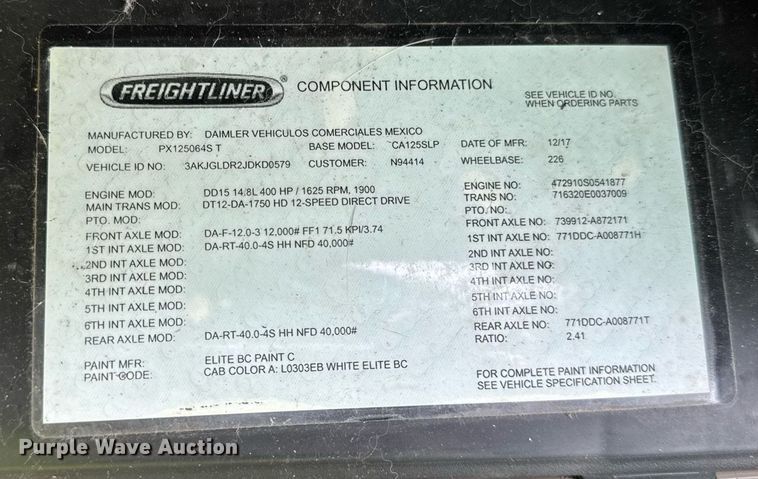 FREIGHTLINER® COMPONENT INFORMATION
SEE VEHICLE ID NO.
WHEN ORDERING PARTS
MANUFACTURED BY: DAIMLER VEHICULOS COMERCIALES MEXICO
MODEL: PX125064S T BASE MODEL: CA125SLP DATE OF MFR: 12/17
VEHICLE ID NO: 3AKJGLDR2JDKD0579 CUSTOMER: N94414 WHEELBASE: 226
ENGINE MOD: DD15 14.8L 400 HP / 1625 RPM, 1900 ENGINE NO: 472910S0541877
MAIN TRANS MOD: DT12-DA-1750 HD 12-SPEED DIRECT DRIVE TRANS NO: 716320E0037009
PTO. MOD: PTO. NO:
FRONT AXLE MOD: DA-F-12.0-3 12,000# FF1 71.5 KPI/3.74 FRONT AXLE NO: 739912-A872171
1ST INT AXLE MOD: DA-RT-40.0-4S HH NFD 40,000# 1ST INT AXLE NO: 771DDC-A008771H
2ND INT AXLE MOD: 2ND INT AXLE NO:
3RD INT AXLE MOD: 3RD INT AXLE NO:
4TH INT AXLE MOD: 4TH INT AXLE NO:
5TH INT AXLE MOD: 5TH INT AXLE NO:
6TH INT AXLE MOD: 6TH INT AXLE NO:
REAR AXLE MOD: DA-RT-40.0-4S HH NFD 40,000# REAR AXLE NO: 771DDC-A008771T
RATIO: 2.41
PAINT MFR: ELITE BC PAINT C
PAINT CODE: CAB COLOR A: L0303EB WHITE ELITE BC
FOR COMPLETE PAINT INFORMATION
SEE VEHICLE SPECIFICATION SHEET.
Purple Wave Auction